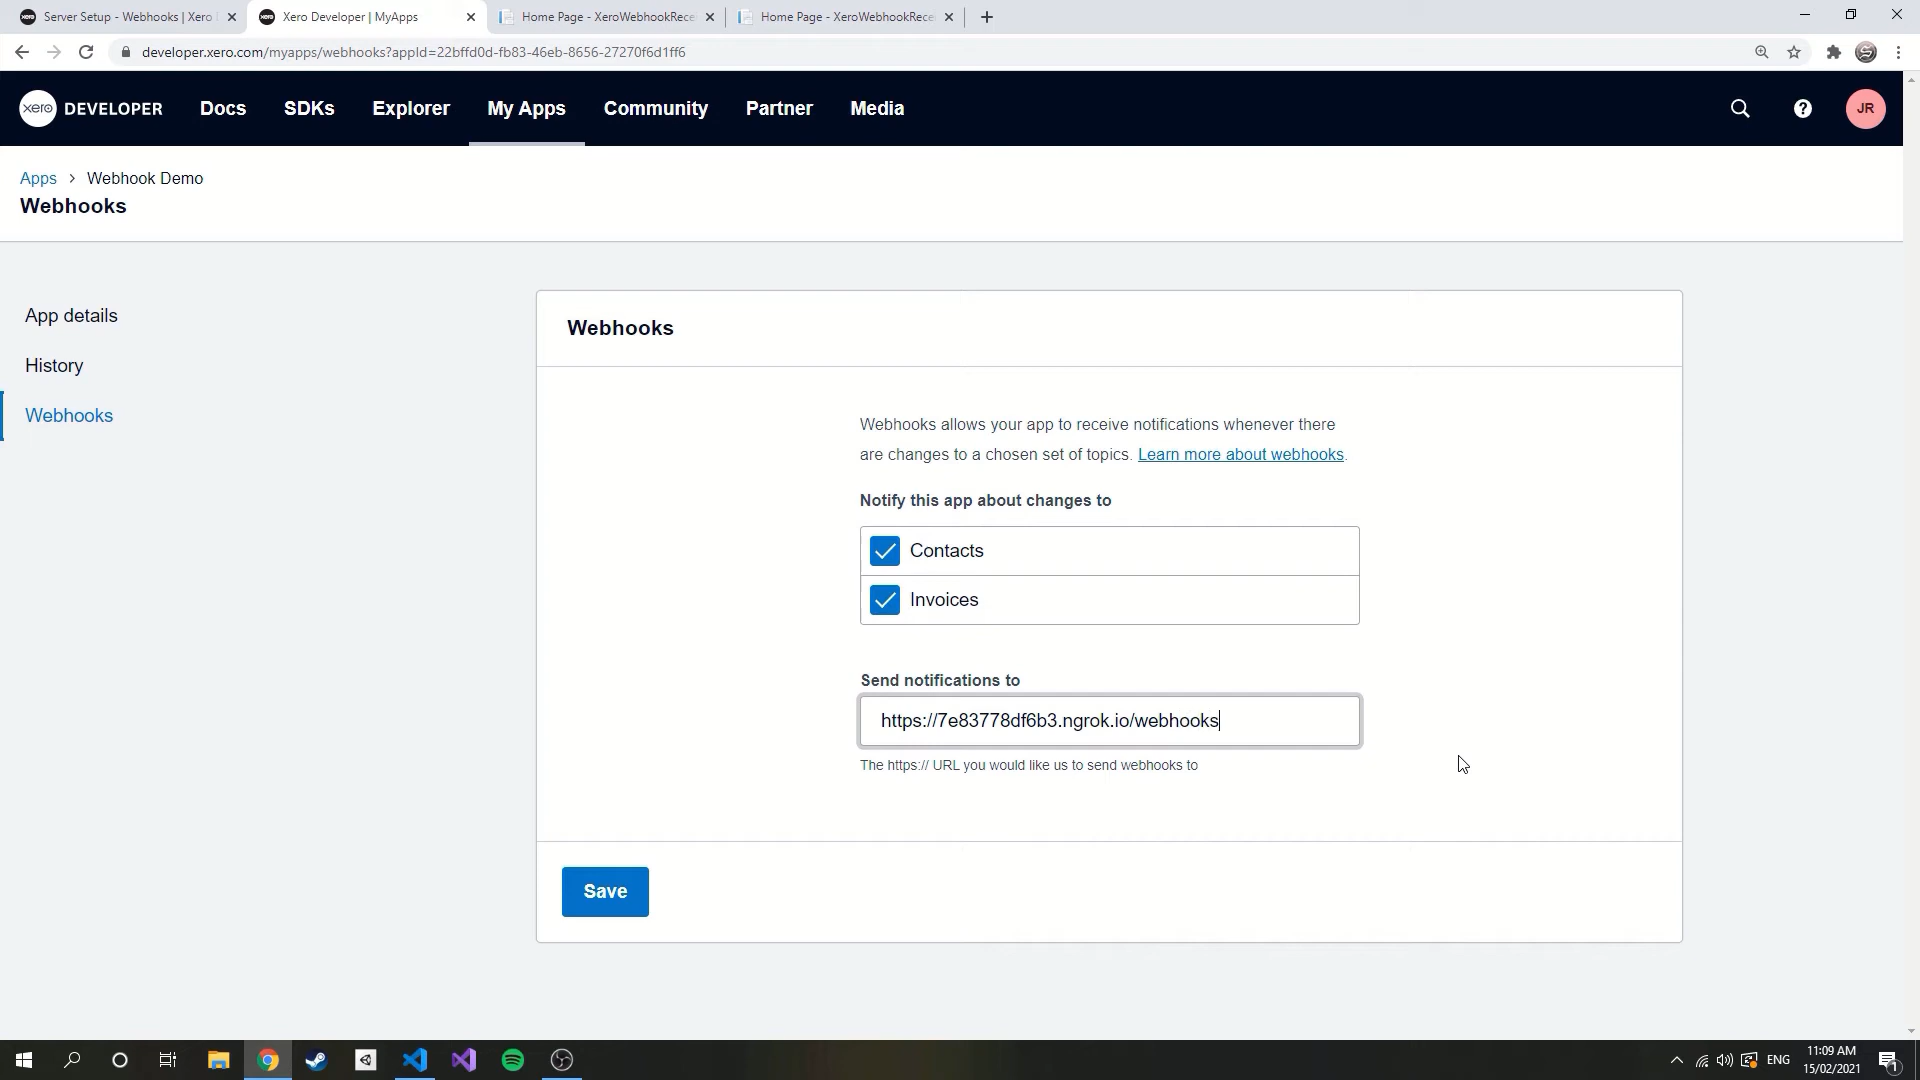 Server Setup - Webhooks | Xero
Xero Developer | MyApps
Home Page - XeroWebhookRece
Home Page - XeroWebhookRece
developer.xero.com/myapps/webhooks?appId=22bffd0d-fb83-46eb-8656-27270f6d1ff6
xero DEVELOPER
Docs
SDKs
Explorer
My Apps
Community
Partner
Media
JR
Apps > Webhook Demo
Webhooks
App details
History
Webhooks
Webhooks
Webhooks allows your app to receive notifications whenever there
are changes to a chosen set of topics. Learn more about webhooks.
Notify this app about changes to
Contacts
Invoices
Send notifications to
https://7e83778df6b3.ngrok.io/webhooks
The https:// URL you would like us to send webhooks to
Save
ENG
11:09 AM
15/02/2021
1